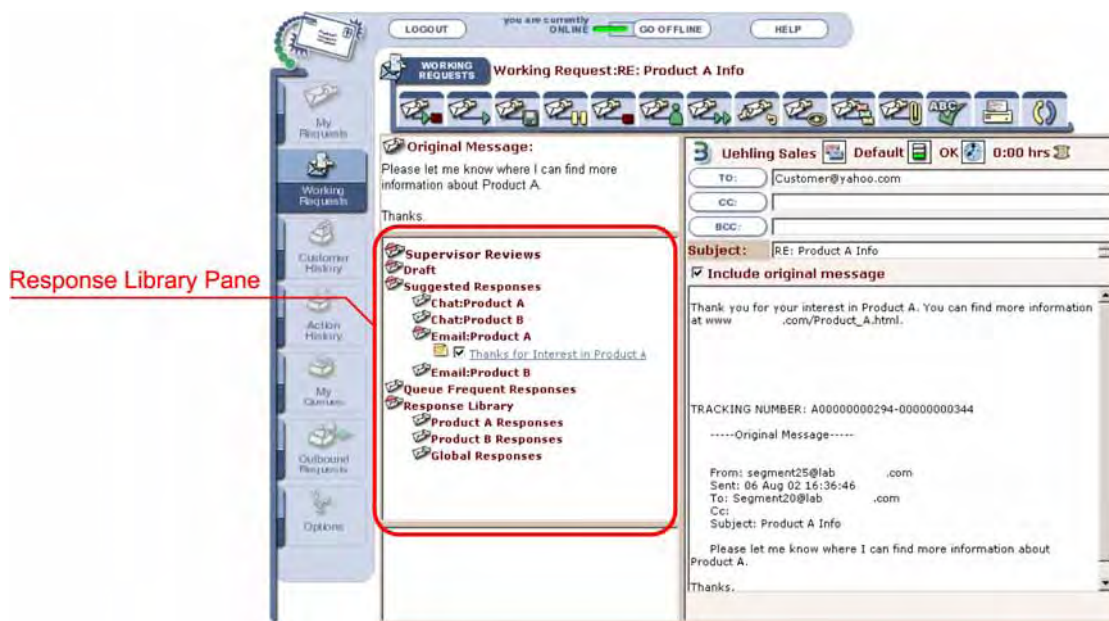 LOGOUT
you are currently
ONLINE
GO OFFLINE
HELP
WORKING
REQUESTS
Working Request:RE: Product A Info
ABC
My
Requests
Working
Requests
Customer
History
Action
History
My
Queues
Outbound
Requests
Options
Response Library Pane
Original Message:
Please let me know where I can find more
information about Product A.
Thanks.
Supervisor Reviews
Draft
Suggested Responses
Chat:Product A
Chat:Product B
Email:Product A
Thanks for Interest in Product A
Email:Product B
Queue Frequent Responses
Response Library
Product A Responses
Product B Responses
Global Responses
Uehling Sales Default OK 0:00 hrs
TO: Customer@yahoo.com
CC:
BCC:
Subject: RE: Product A Info
Include original message
Thank you for your interest in Product A. You can find more information
at www .com/Product_A.html.
TRACKING NUMBER: A00000000294-00000000344
-----Original Message-----
From: segment25@lab .com
Sent: 06 Aug 02 16:36:46
To: Segment20@lab .com
Cc:
Subject: Product A Info
Please let me know where I can find more information about
Product A.
Thanks.